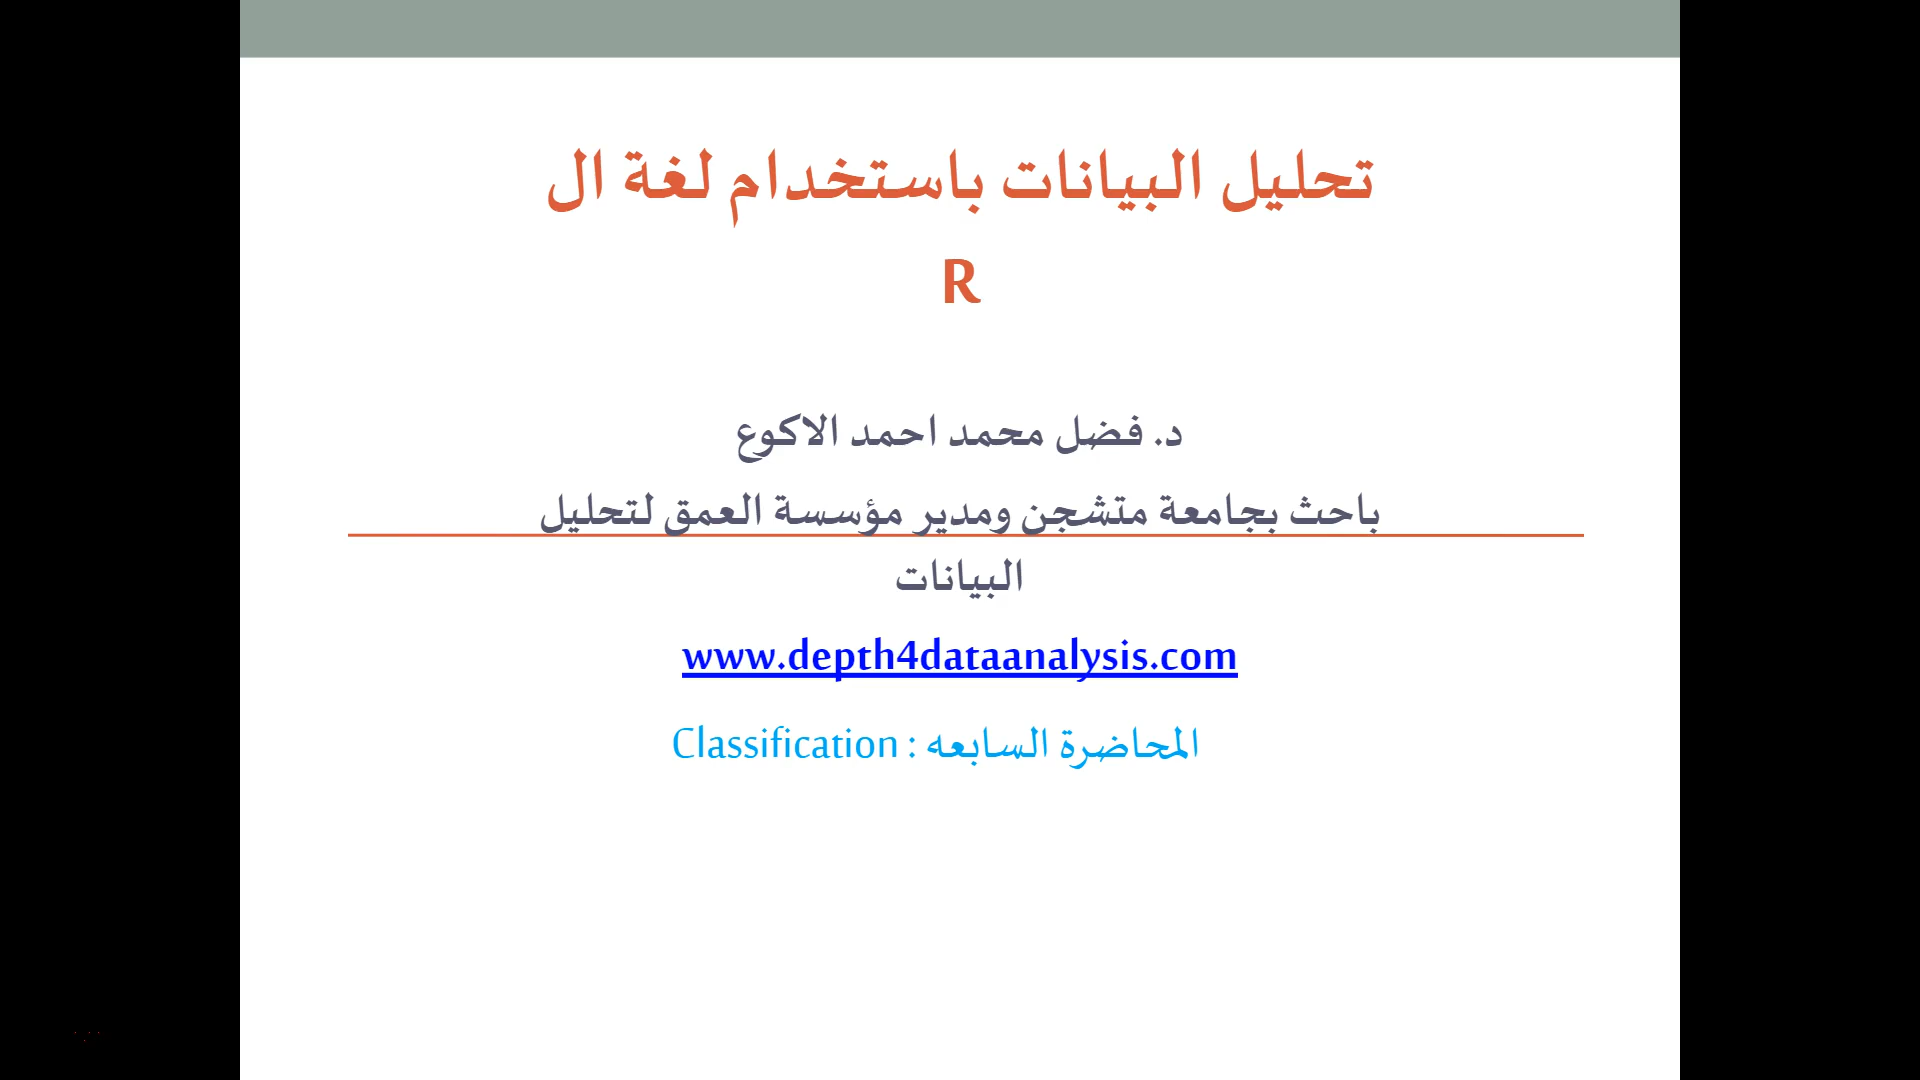 تحليل البيانات باستخدام لغة ال
R
د. فضل محمد احمد الاكوع
باحث بجامعة متشجن ومدير مؤسسة العمق لتحليل
البيانات
www.depth4dataanalysis.com
المحاضرة السابعه : Classification